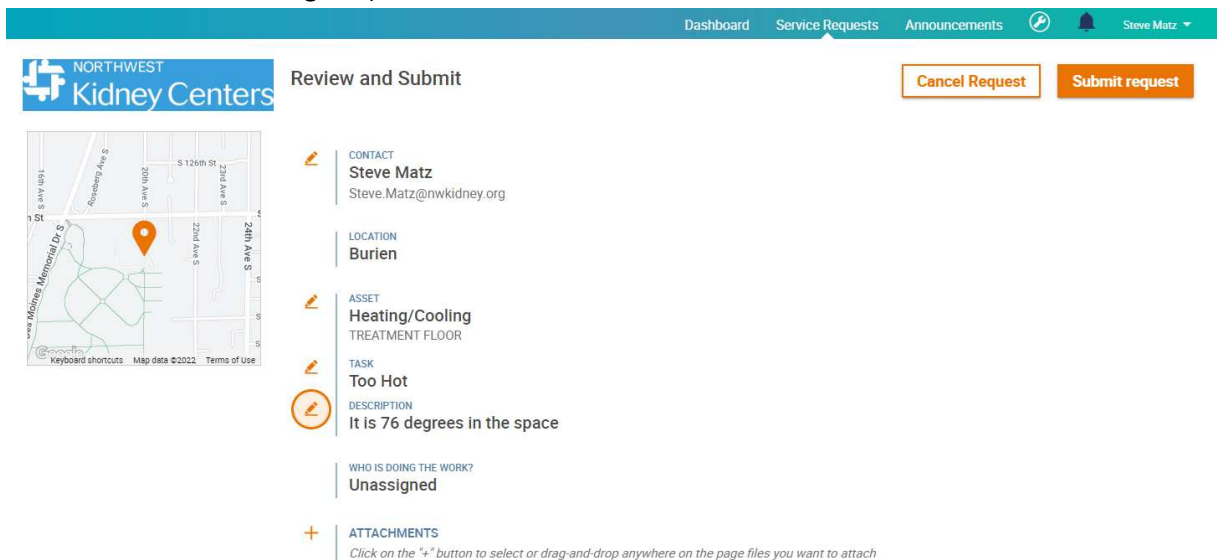 Dashboard Service Requests Announcements Steve Matz
NORTHWEST
Kidney Centers
Review and Submit
Cancel Request
Submit request
16th Ave S
Roseberg Ave S
20th Ave S
S 126th St
23rd Ave S
22nd Ave S
24th Ave S
h St
Moines Memorial Dr S
Google
Keyboard shortcuts Map data ©2022 Terms of Use
CONTACT
Steve Matz
Steve.Matz@nwkidney.org
LOCATION
Burien
ASSET
Heating/Cooling
TREATMENT FLOOR
TASK
Too Hot
DESCRIPTION
It is 76 degrees in the space
WHO IS DOING THE WORK?
Unassigned
ATTACHMENTS
Click on the "+" button to select or drag-and-drop anywhere on the page files you want to attach